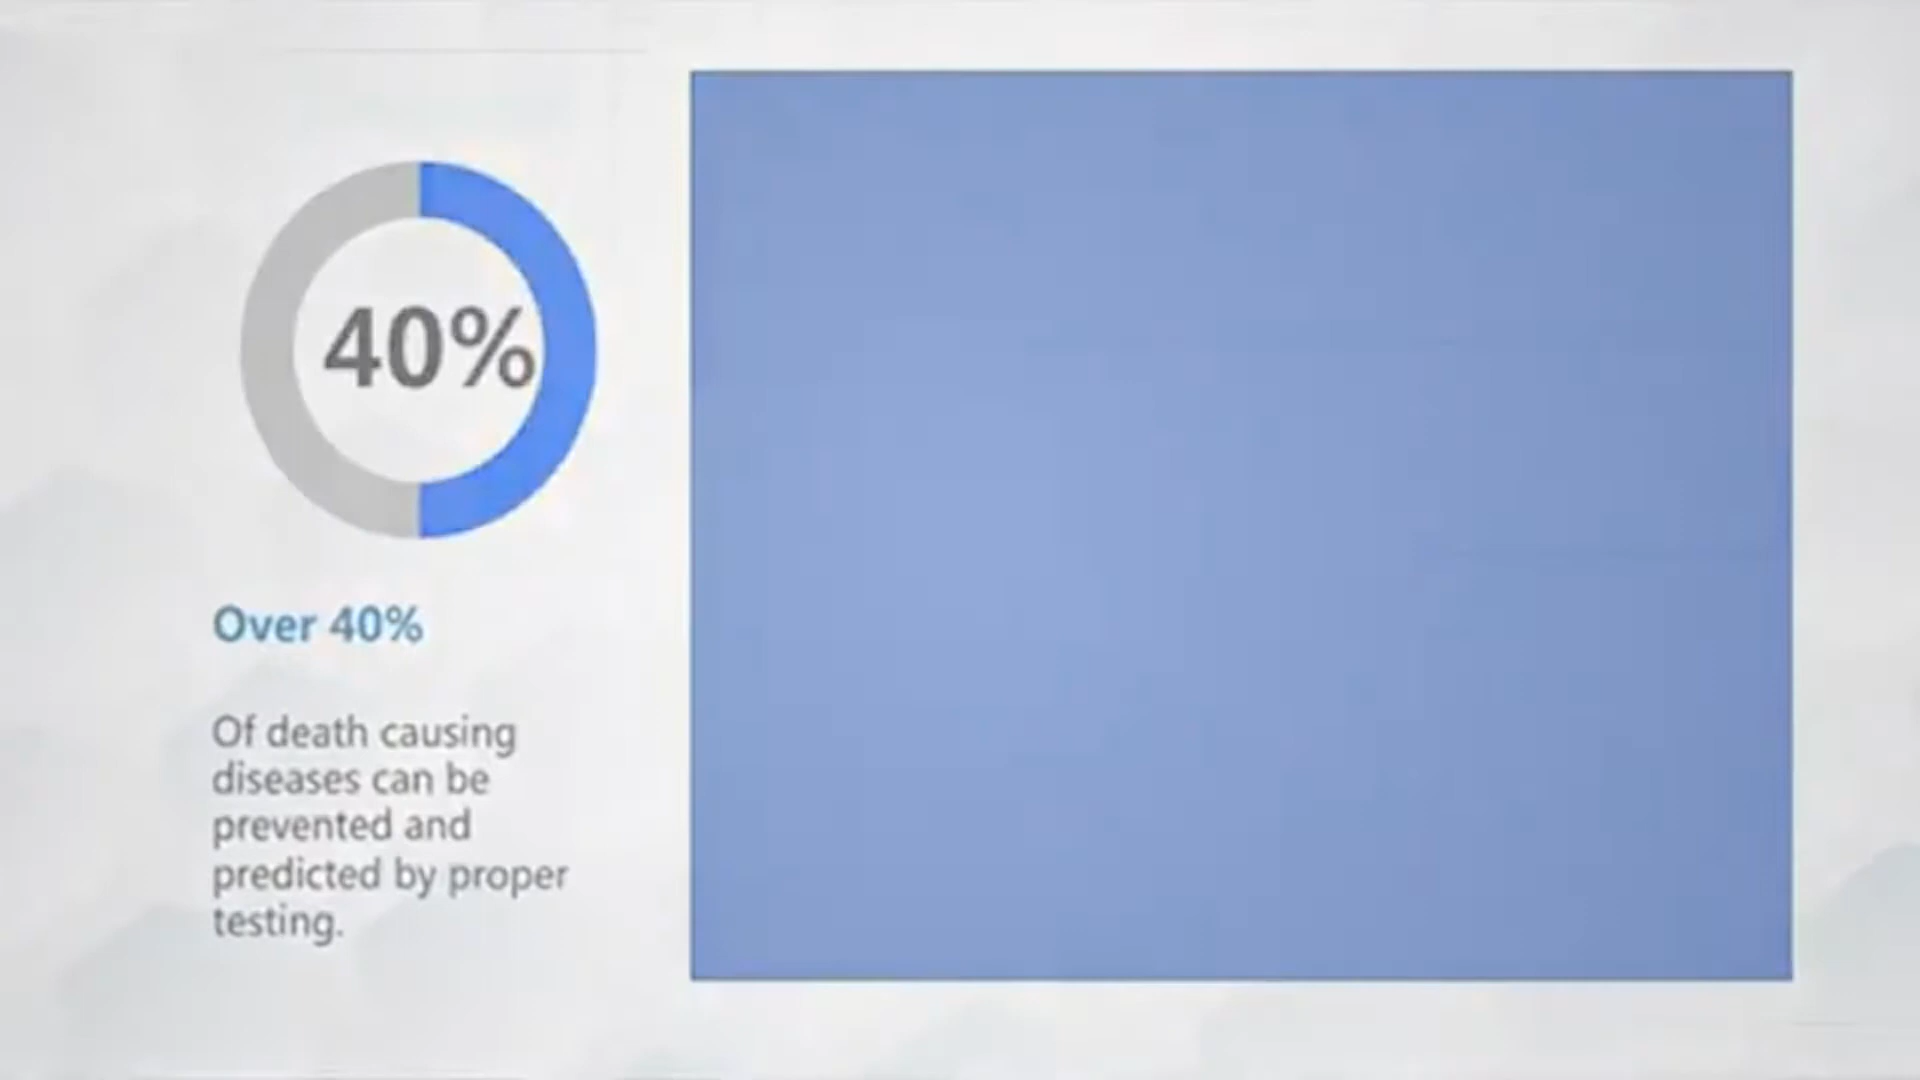 40%
Over 40%
Of death causing
diseases can be
prevented and
predicted by proper
testing.